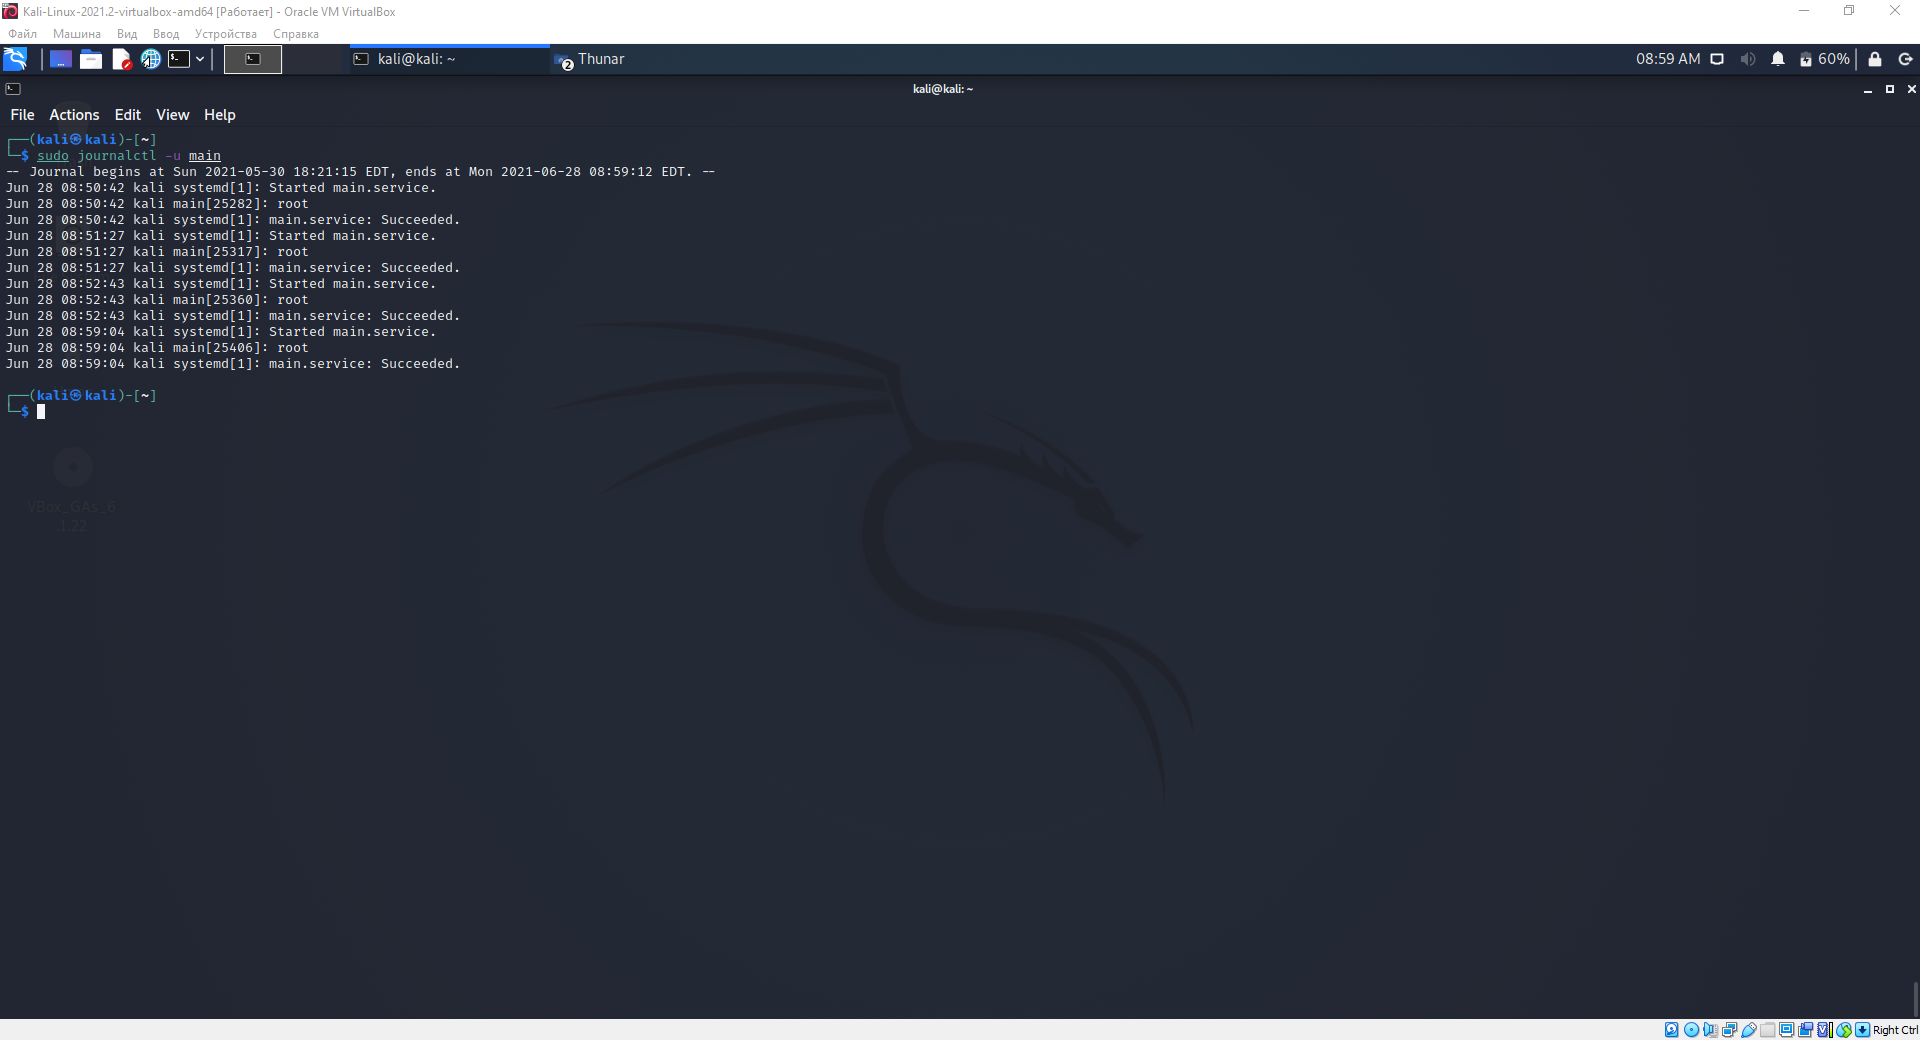 Kali-Linux-2021.2-virtualbox-amd64 [Работает] - Oracle VM VirtualBox
Файл Машина Вид Ввод Устройства Справка
kali@kali: ~ 2 Thunar 08:59 AM 60%
kali@kali: ~
File Actions Edit View Help
┌──(kali㉿kali)-[~]
└─$ sudo journalctl -u main
-- Journal begins at Sun 2021-05-30 18:21:15 EDT, ends at Mon 2021-06-28 08:59:12 EDT. --
Jun 28 08:50:42 kali systemd[1]: Started main.service.
Jun 28 08:50:42 kali main[25282]: root
Jun 28 08:50:42 kali systemd[1]: main.service: Succeeded.
Jun 28 08:51:27 kali systemd[1]: Started main.service.
Jun 28 08:51:27 kali main[25317]: root
Jun 28 08:51:27 kali systemd[1]: main.service: Succeeded.
Jun 28 08:52:43 kali systemd[1]: Started main.service.
Jun 28 08:52:43 kali main[25360]: root
Jun 28 08:52:43 kali systemd[1]: main.service: Succeeded.
Jun 28 08:59:04 kali systemd[1]: Started main.service.
Jun 28 08:59:04 kali main[25406]: root
Jun 28 08:59:04 kali systemd[1]: main.service: Succeeded.
┌──(kali㉿kali)-[~]
└─$
VBox_GAs_6
.1.22
Right Ctrl